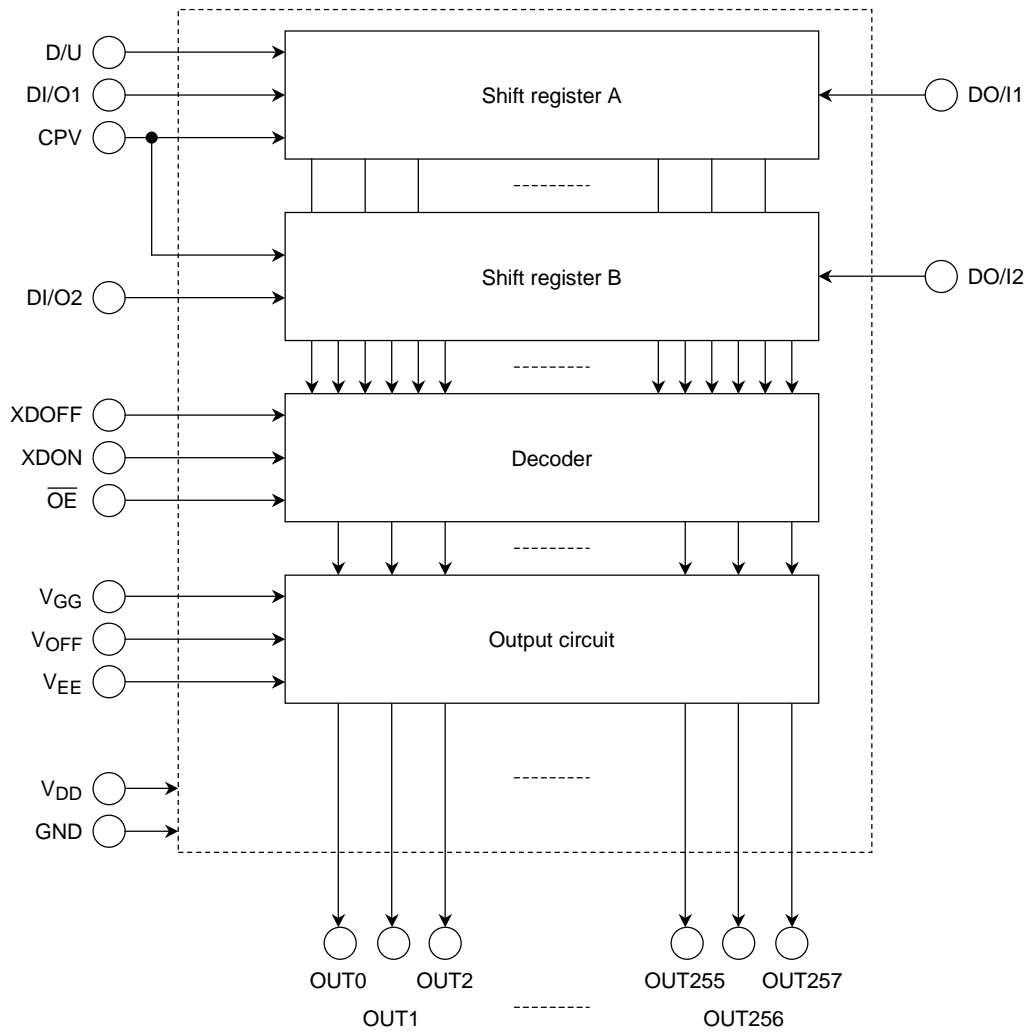 D/U
DI/O1
CPV
Shift register A
DO/I1
DI/O2
Shift register B
DO/I2
XDOFF
XDON
O̅E̅
Decoder
VGG
VOFF
VEE
Output circuit
VDD
GND
OUT0
OUT2
OUT255
OUT257
OUT1
OUT256